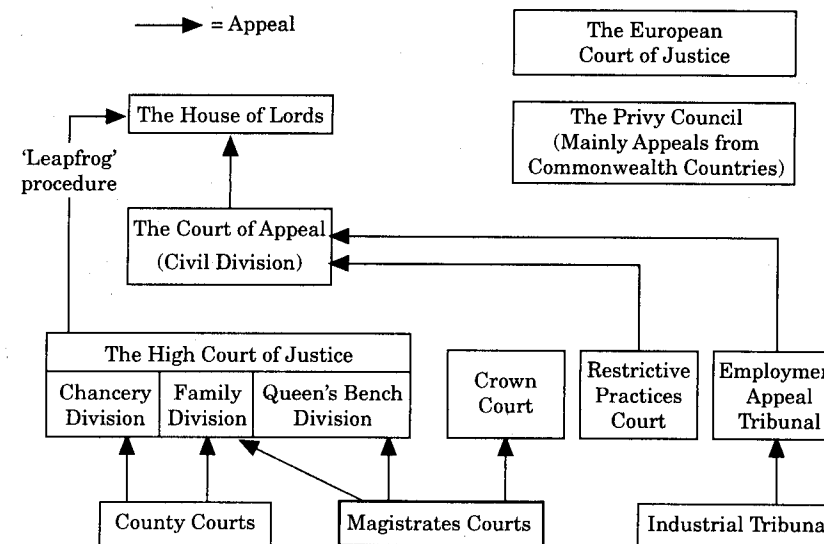 = Appeal
The European
Court of Justice
The House of Lords
The Privy Council
(Mainly Appeals from
Commonwealth Countries)
'Leapfrog'
procedure
The Court of Appeal
(Civil Division)
The High Court of Justice
Chancery
Division
Family
Division
Queen's Bench
Division
Crown
Court
Restrictive
Practices
Court
Appeal
Tribunal
County Courts
Magistrates Courts
Industrial